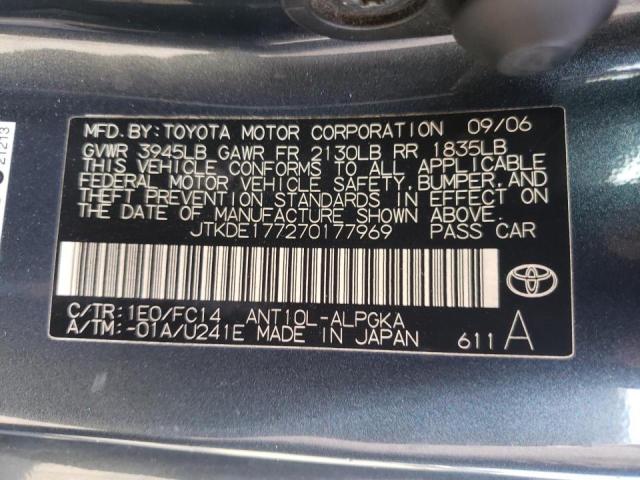 MFD. BY: TOYOTA MOTOR CORPORATION 09/06
GVWR 3945LB GAWR FR 2130LB RR 1835LB
THIS VEHICLE CONFORMS TO ALL APPLICABLE
FEDERAL MOTOR VEHICLE SAFETY, BUMPER, AND
THEFT PREVENTION STANDARDS IN EFFECT ON
THE DATE OF MANUFACTURE SHOWN ABOVE.
JTKDE177270177969 PASS CAR
C/TR: 1E0/FC14 ANT10L-ALPGKA
A/TM: -01A/U241E MADE IN JAPAN 611 A
21213